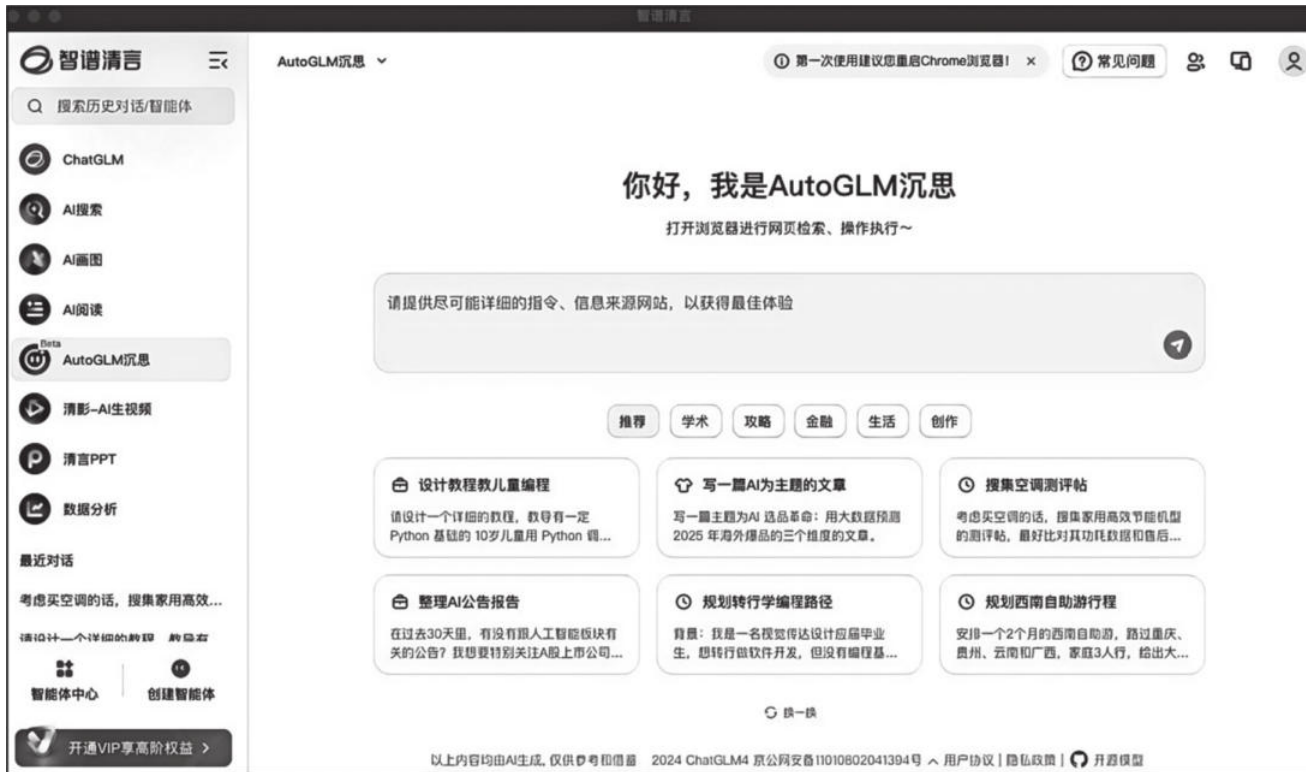 智谱清言
智谱清言
搜索历史对话/智能体
ChatGLM
AI搜索
AI画图
AI阅读
Beta
AutoGLM沉思
清影-AI生视频
清言PPT
数据分析
最近对话
考虑买空调的话，搜集家用高效...
请设计一个详细的教程，教导有
智能体中心
创建智能体
开通VIP享高阶权益 >
AutoGLM沉思
第一次使用建议您重启Chrome浏览器! ×
常见问题
你好，我是AutoGLM沉思
打开浏览器进行网页检索、操作执行～
请提供尽可能详细的指令、信息来源网站，以获得最佳体验
推荐 学术 攻略 金融 生活 创作
设计教程教儿童编程
请设计一个详细的教程，教导有一定
Python 基础的 10岁儿童用 Python 调...
写一篇AI为主题的文章
写一篇主题为AI 选品革命：用大数据预测
2025 年海外爆品的三个维度的文章。
搜集空调测评帖
考虑买空调的话，搜集家用高效节能机型
的测评帖，最好比对其功耗数据和售后...
整理AI公告报告
在过去30天里，有没有跟人工智能板块有
关的公告？我想要特别关注A股上市公司...
规划转行学编程路径
背景：我是一名视觉传达设计应届毕业
生，想转行做软件开发，但没有编程基...
规划西南自助游行程
安排一个2个月的西南自助游，路过重庆、
贵州、云南和广西，家庭3人行，给出大...
换一换
以上内容均由AI生成, 仅供参考和借鉴 2024 ChatGLM4 京公网安备11010802041394号 用户协议 | 隐私政策 | 开源模型